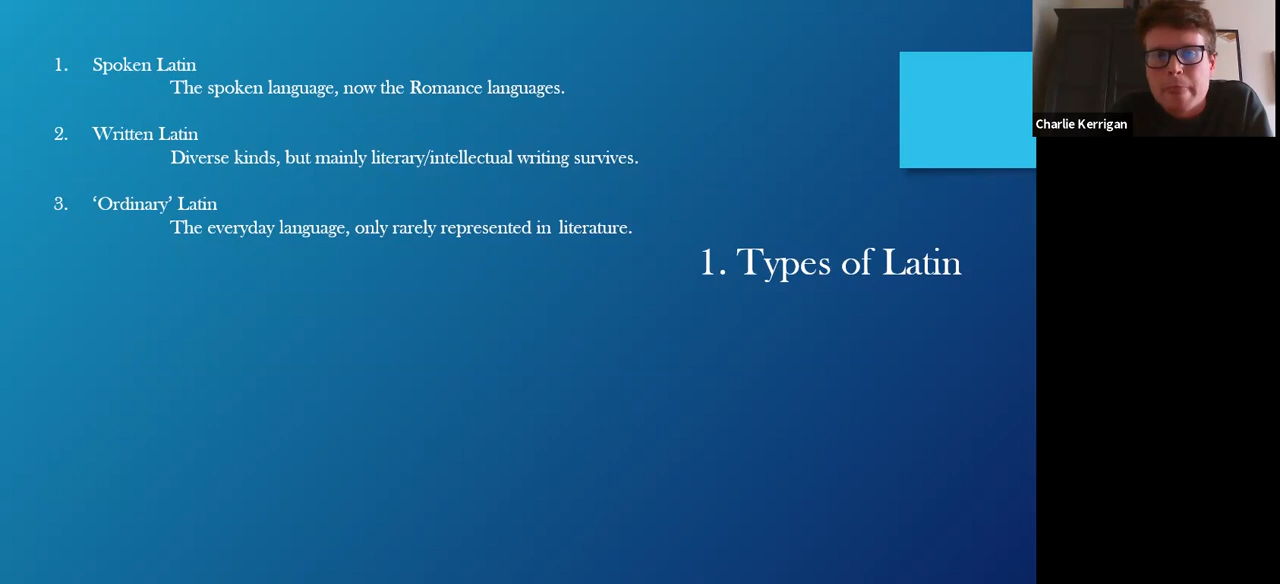 1. Spoken Latin
The spoken language, now the Romance languages.
2. Written Latin
Diverse kinds, but mainly literary/intellectual writing survives.
3. ‘Ordinary’ Latin
The everyday language, only rarely represented in literature.
1. Types of Latin
Charlie Kerrigan